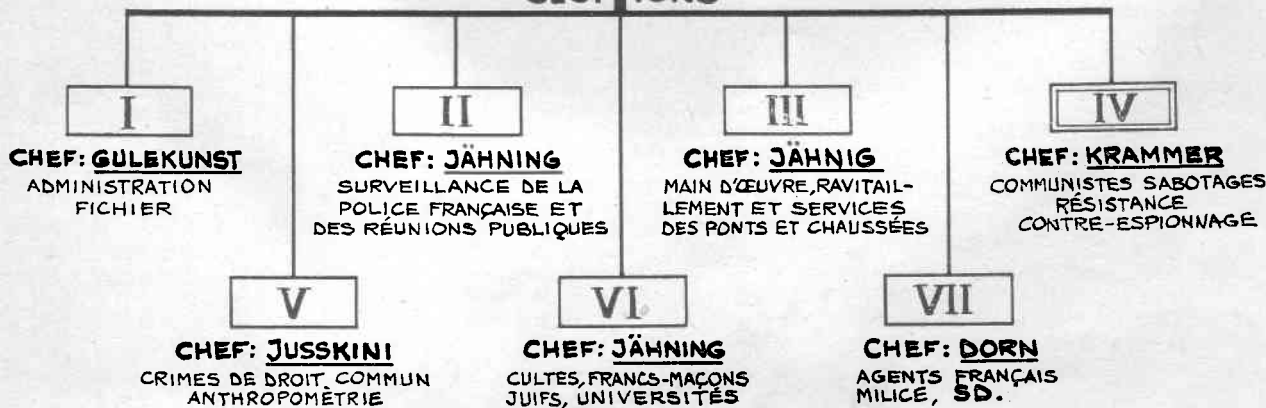 I
CHEF: GULEKUNST
ADMINISTRATION
FICHIER
II
CHEF: JÄHNING
SURVEILLANCE DE LA
POLICE FRANÇAISE ET
DES RÉUNIONS PUBLIQUES
III
CHEF: JÄHNIG
MAIN D'ŒUVRE, RAVITAIL-
LEMENT ET SERVICES
DES PONTS ET CHAUSSÉES
IV
CHEF: KRAMMER
COMMUNISTES SABOTAGES
RÉSISTANCE
CONTRE-ESPIONNAGE
V
CHEF: JUSSKINI
CRIMES DE DROIT COMMUN
ANTHROPOMÉTRIE
VI
CHEF: JÄHNING
CULTES, FRANCS-MAÇONS
JUIFS, UNIVERSITÉS
VII
CHEF: DORN
AGENTS FRANÇAIS
MILICE, SD.